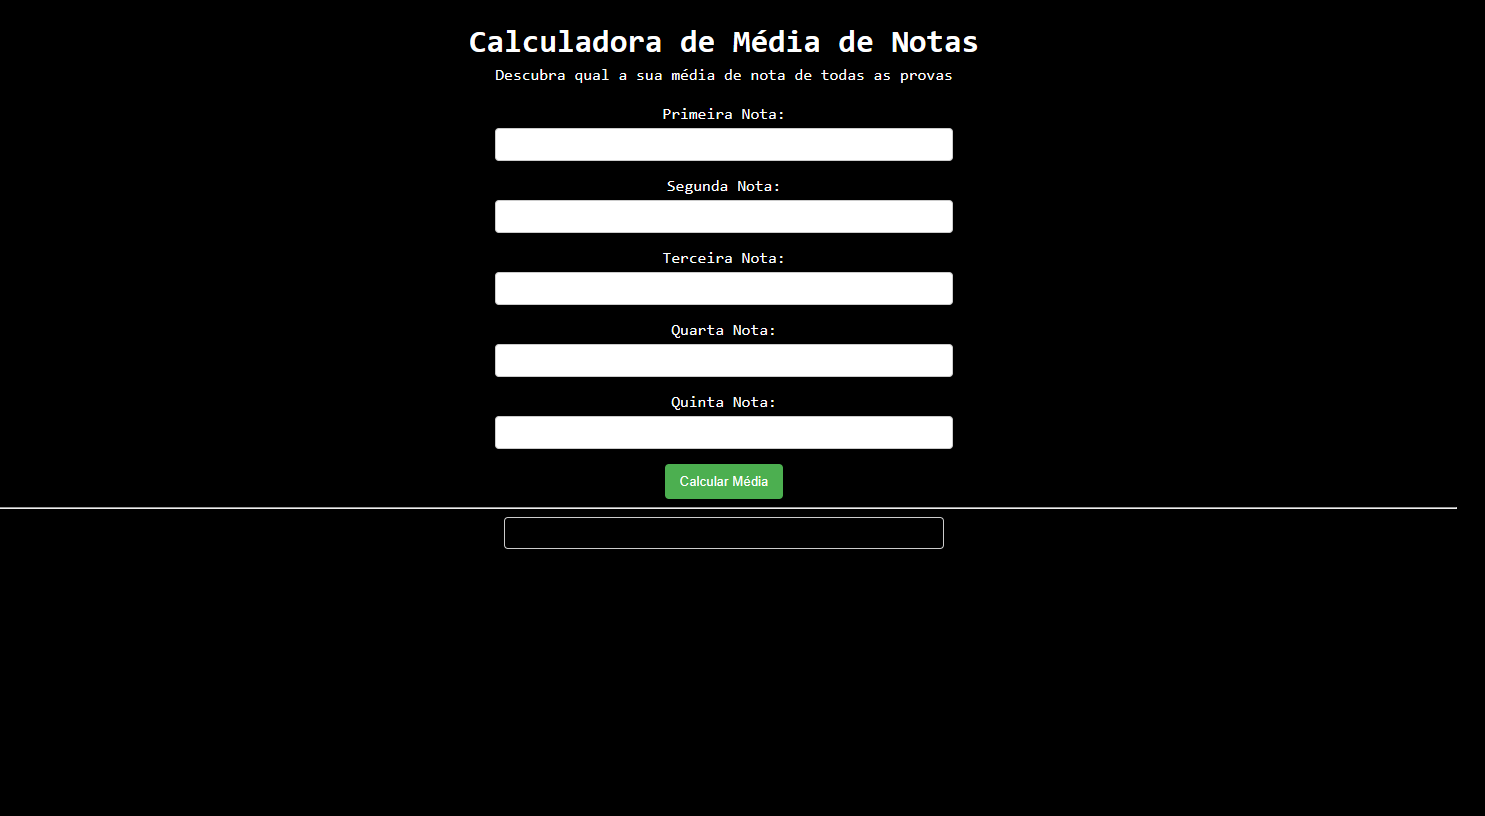 Calculadora de Média de Notas
Descubra qual a sua média de nota de todas as provas
Primeira Nota:
Segunda Nota:
Terceira Nota:
Quarta Nota:
Quinta Nota:
Calcular Média